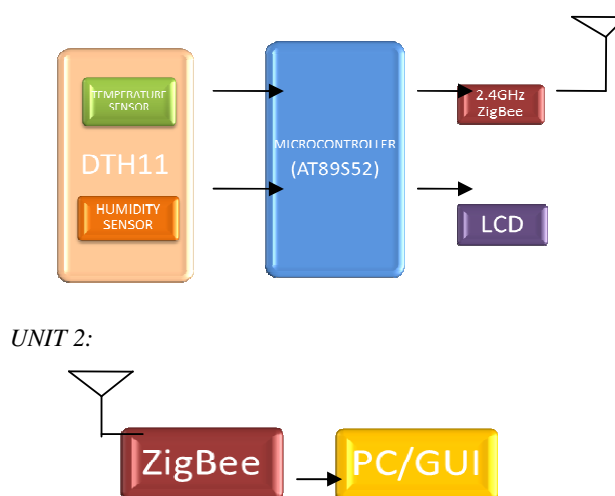 TEMPERATURE
SENSOR
DTH11
HUMIDITY
SENSOR
MICROCONTROLLER
(AT89S52)
2.4GHz
ZigBee
LCD
UNIT 2:
ZigBee
PC/GUI